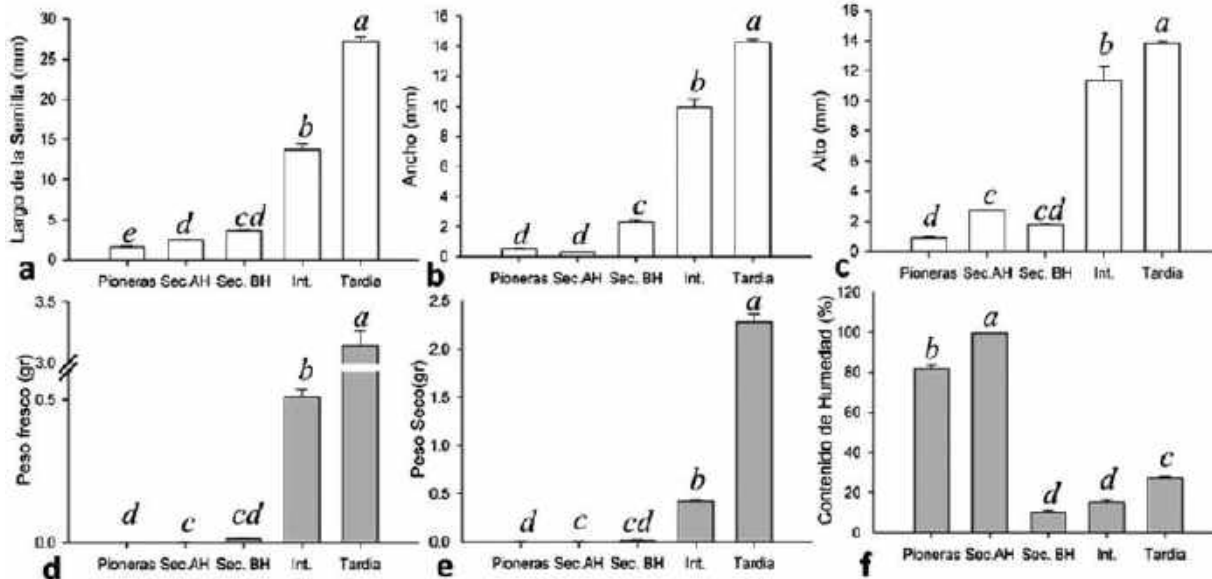 Largo de la Semilla (mm)
30
25
20
15
10
5
0
e d cd b a
a
Pioneras Sec.AH Sec. BH Int. Tardia
Ancho (mm)
16
14
12
10
8
6
4
2
0
d d c b a
b
Pioneras Sec.AH Sec. BH Int. Tardia
Alto (mm)
16
14
12
10
8
6
4
2
0
d c cd b a
c
Pioneras Sec.AH Sec. BH Int. Tardia
Peso fresco (gr)
3.5
3.0
0.5
0.0
d c cd b a
d
Pioneras Sec.AH Sec. BH Int. Tardia
Peso Seco(gr)
2.5
2.0
1.5
1.0
0.5
0.0
d c cd b a
e
Pioneras Sec.AH Sec. BH Int. Tardia
Contenido de Humedad (%)
120
100
80
60
40
20
0
b a d d c
f
Pioneras Sec.AH Sec. BH Int. Tardia